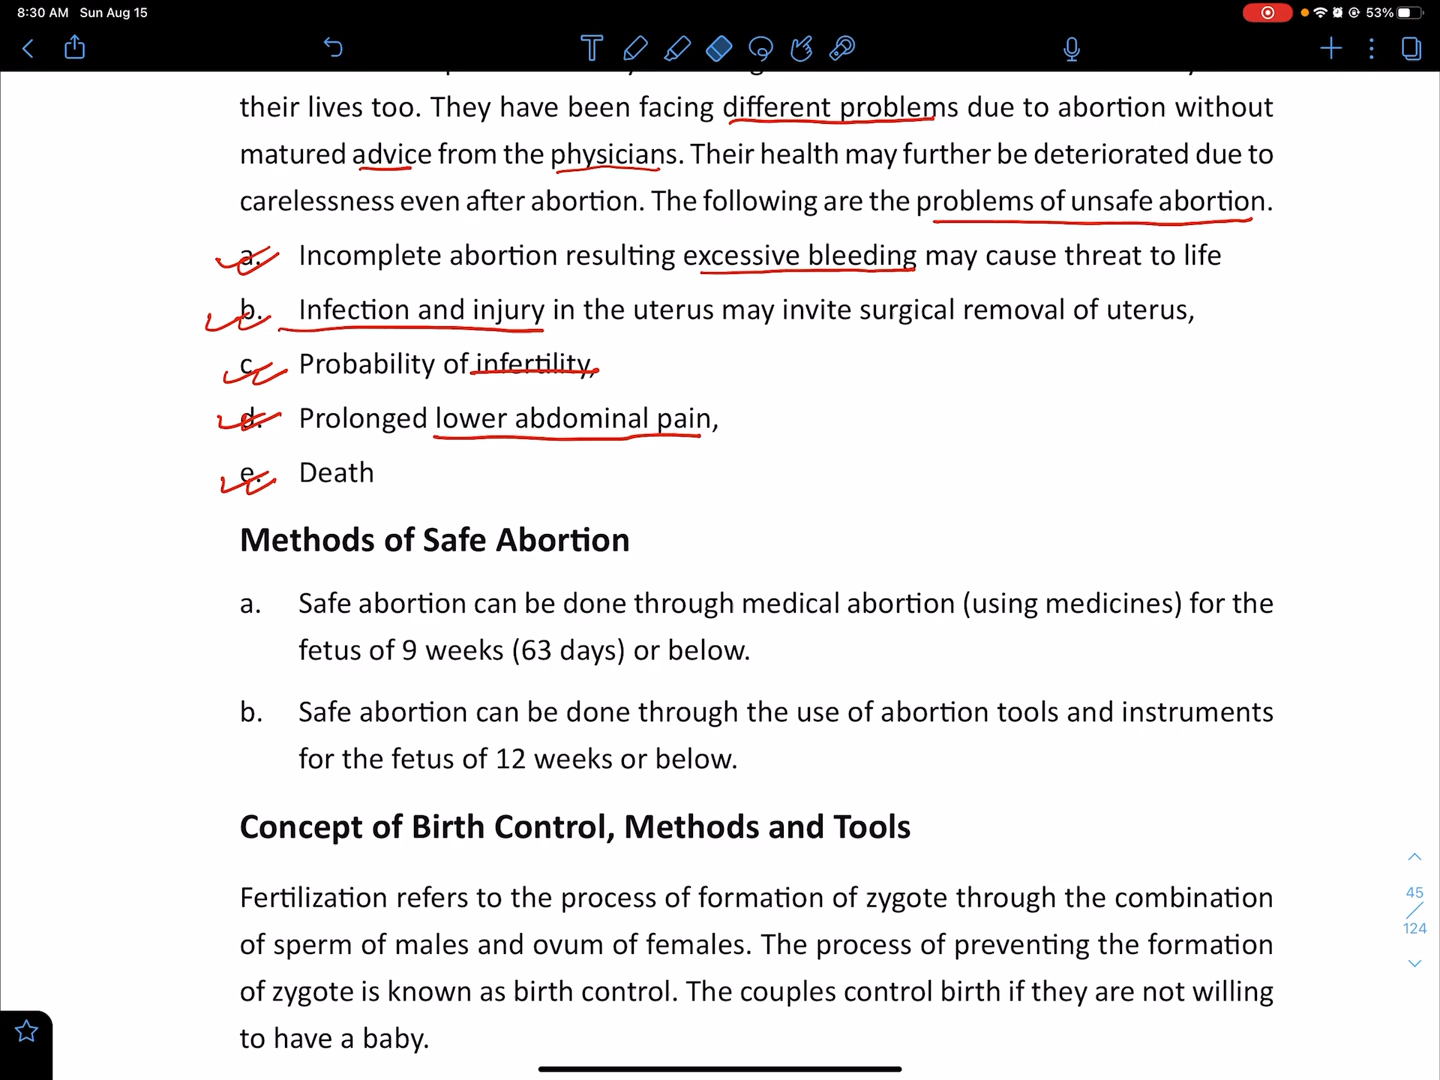 8:30 AM Sun Aug 15
53%
their lives too. They have been facing different problems due to abortion without
matured advice from the physicians. Their health may further be deteriorated due to
carelessness even after abortion. The following are the problems of unsafe abortion.
a. Incomplete abortion resulting excessive bleeding may cause threat to life
b. Infection and injury in the uterus may invite surgical removal of uterus,
c. Probability of infertility,
d. Prolonged lower abdominal pain,
e. Death
Methods of Safe Abortion
a. Safe abortion can be done through medical abortion (using medicines) for the
fetus of 9 weeks (63 days) or below.
b. Safe abortion can be done through the use of abortion tools and instruments
for the fetus of 12 weeks or below.
Concept of Birth Control, Methods and Tools
Fertilization refers to the process of formation of zygote through the combination
of sperm of males and ovum of females. The process of preventing the formation
of zygote is known as birth control. The couples control birth if they are not willing
to have a baby.
45
/
124